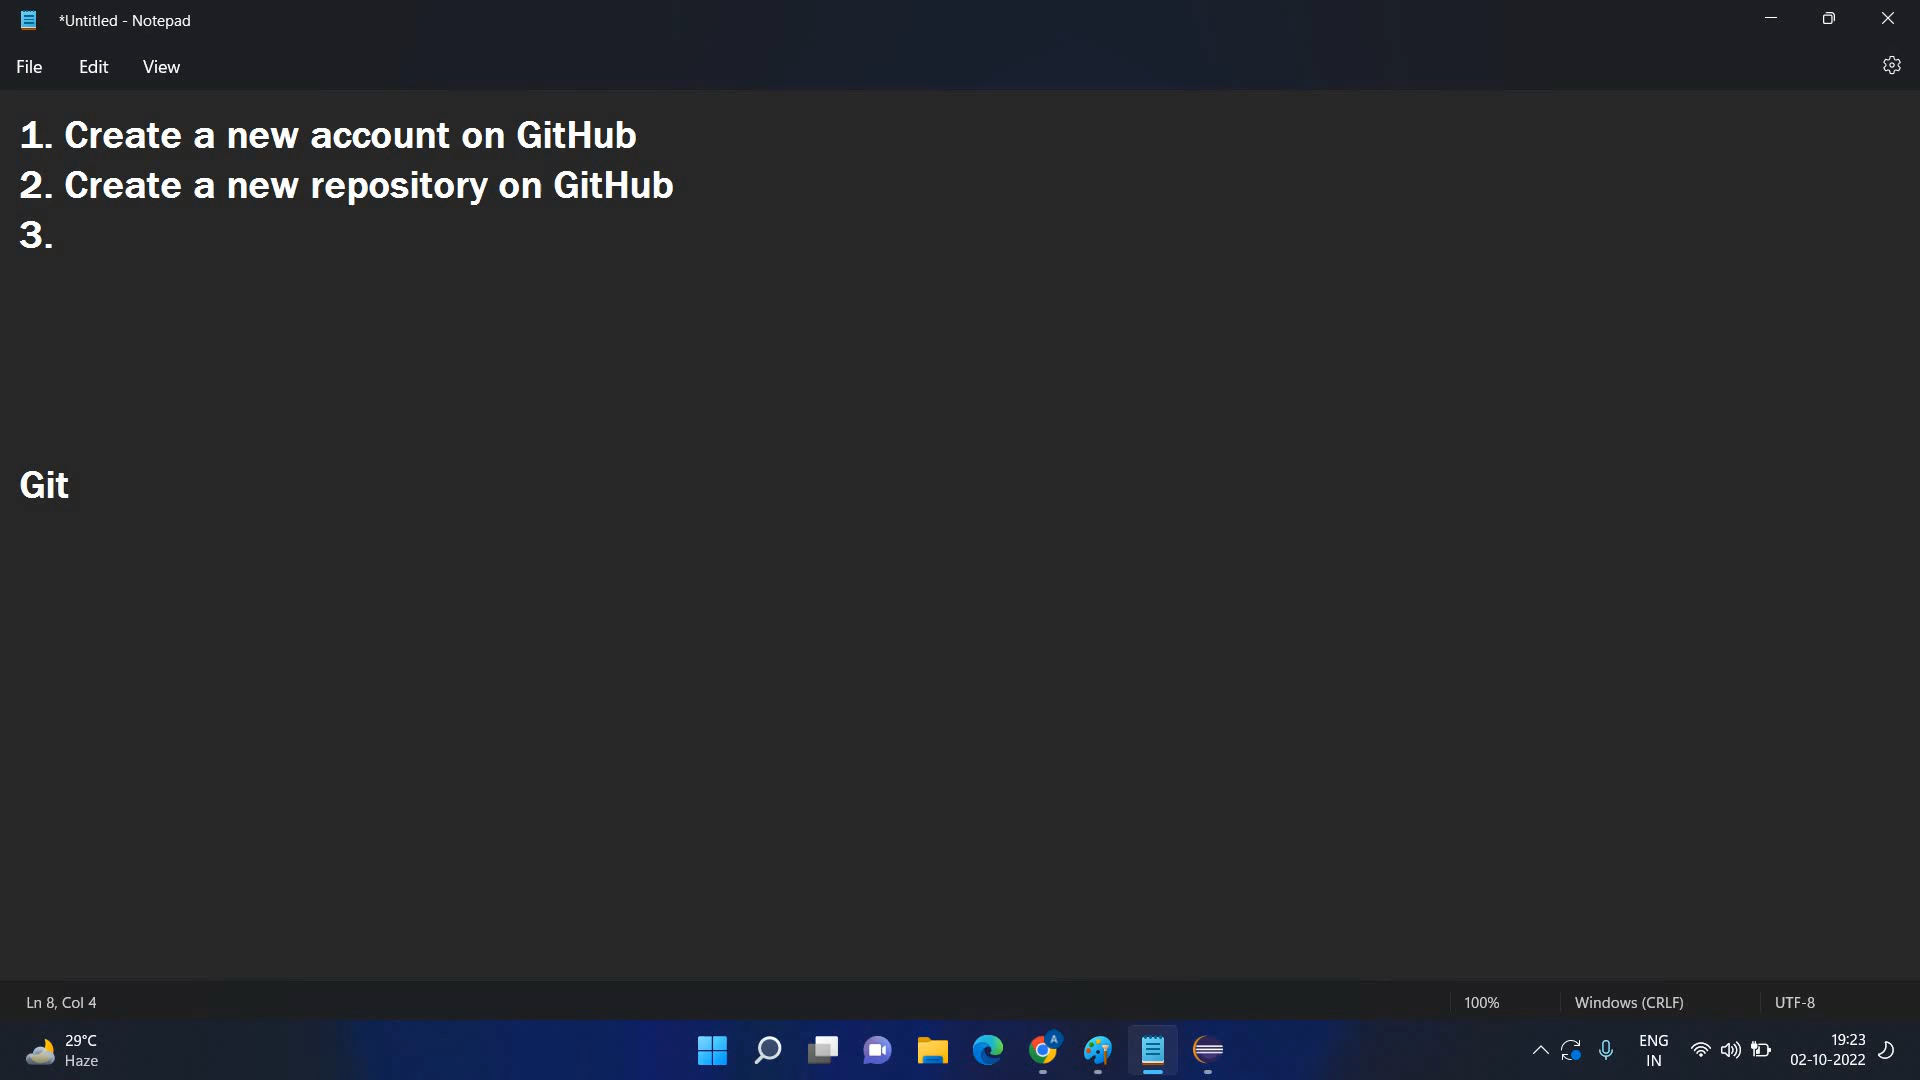 *Untitled - Notepad
File Edit View
1. Create a new account on GitHub
2. Create a new repository on GitHub
3.
Git
Ln 8, Col 4
100%
Windows (CRLF)
UTF-8
29°C
Haze
A
ENG
IN
19:23
02-10-2022